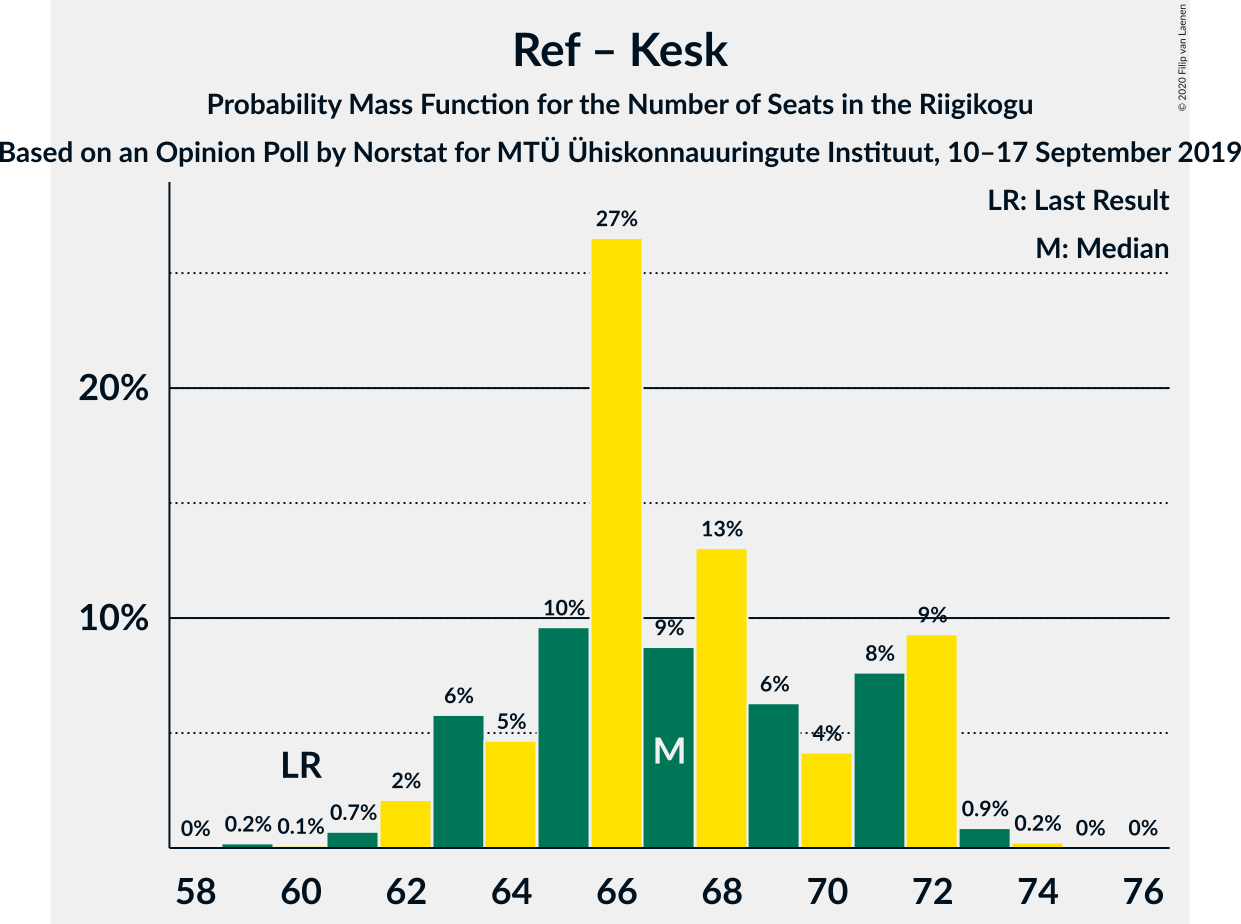 Ref – Kesk
Probability Mass Function for the Number of Seats in the Riigikogu
Based on an Opinion Poll by Norstat for MTÜ Ühiskonnauuringute Instituut, 10–17 September 2019
© 2020 Filip van Laenen
LR: Last Result
M: Median
27%
20%
13%
10%
10%
9%
9%
8%
6%
6%
5%
4%
M
LR
2%
0%
0.2%
0.1%
0.7%
0.9%
0.2%
0%
0%
58 60 62 64 66 68 70 72 74 76